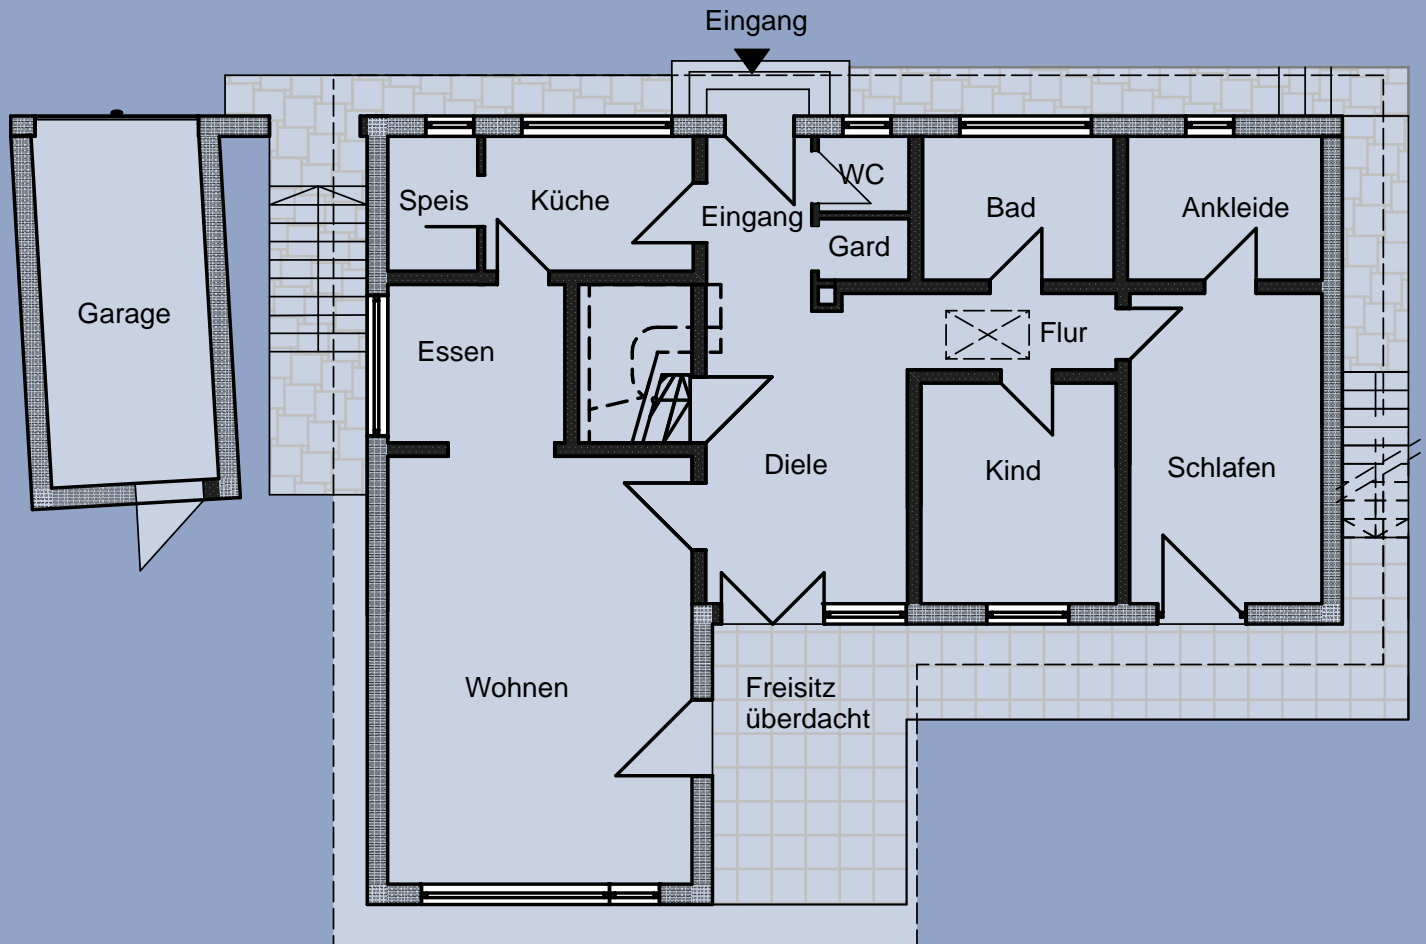 Eingang
Speis
Küche
Eingang
WC
Gard
Bad
Ankleide
Garage
Essen
Flur
Diele
Kind
Schlafen
Wohnen
Freisitz
überdacht